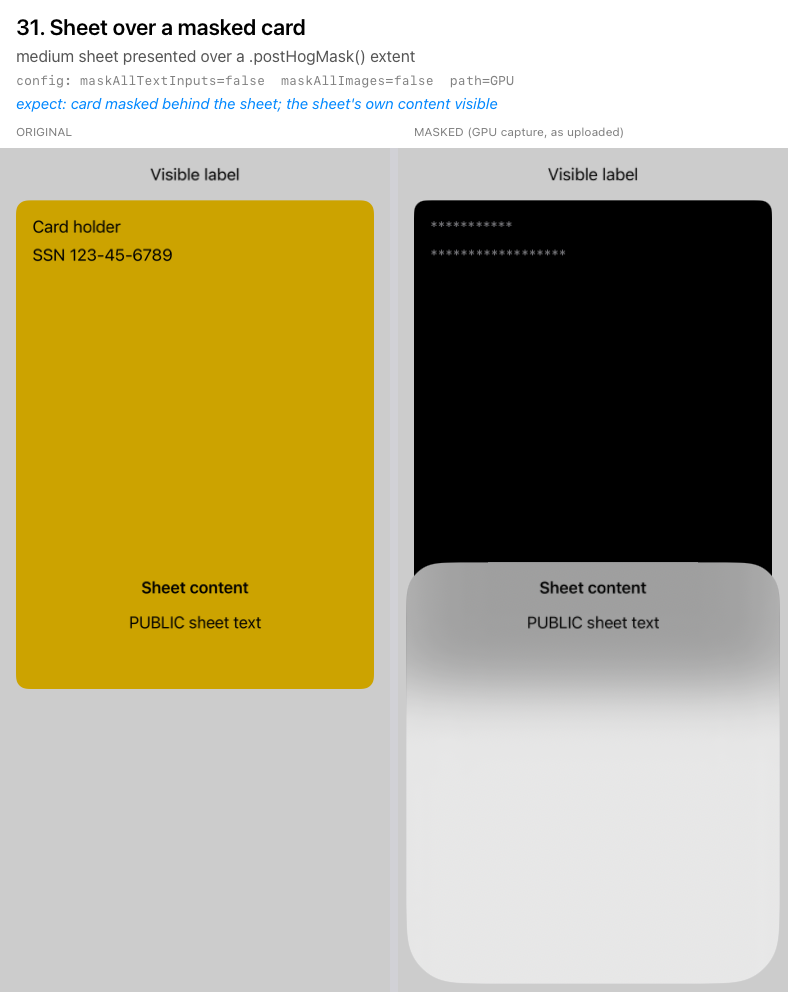 31. Sheet over a masked card
medium sheet presented over a .postHogMask() extent
config: maskAllTextInputs=false  maskAllImages=false  path=GPU
expect: card masked behind the sheet; the sheet's own content visible
ORIGINAL
MASKED (GPU capture, as uploaded)
Visible label
Card holder
SSN 123-45-6789
Sheet content
PUBLIC sheet text
Visible label
***********
******************
Sheet content
PUBLIC sheet text